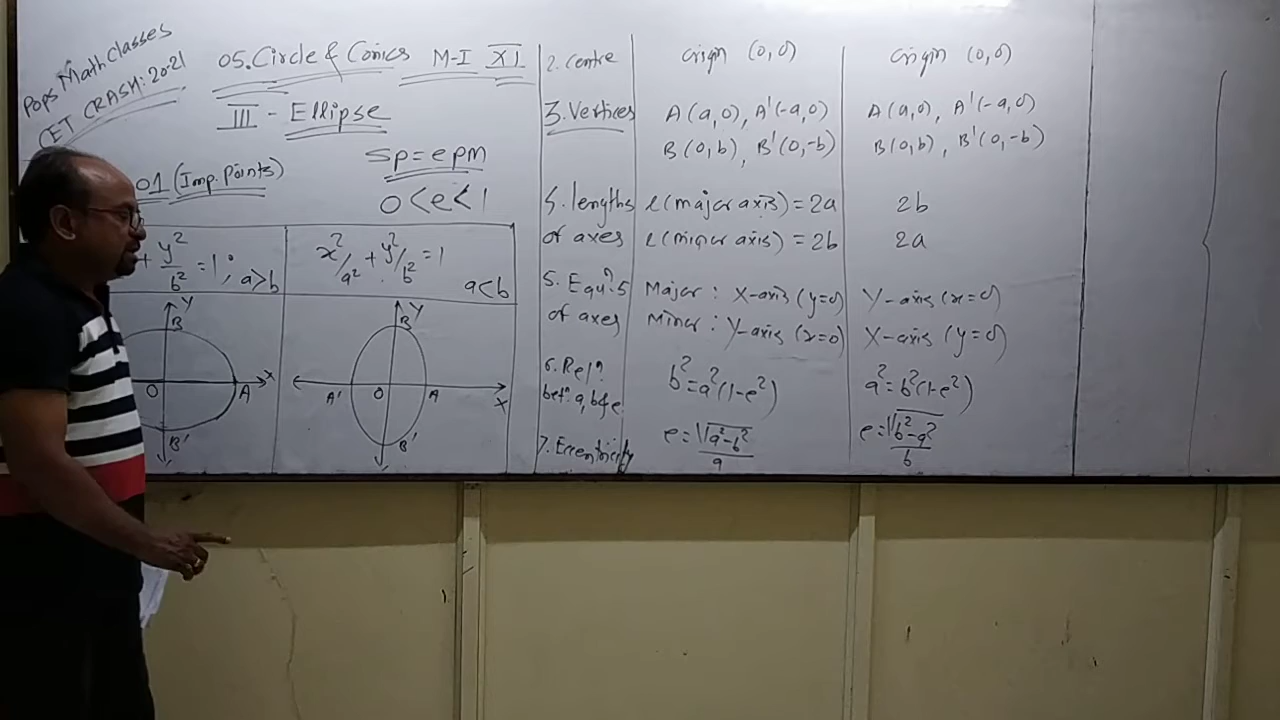 Pops Math Classes
CET CRASH: 2021
05. Circle & Conics M-I XI
III - Ellipse
SP = e PM
01 (Imp. Points)
0 < e < 1
+ y²/b² = 1 ; a > b
x²/a² + y²/b² = 1
a < b
Y
B
O A X
B'
Y
B
A' O A
X
B'
2. Centre origin (0,0) origin (0,0)
3. Vertices A(a,0), A'(-a,0) A(a,0), A'(-a,0)
B(0,b), B'(0,-b) B(0,b), B'(0,-b)
4. lengths l(major axis) = 2a 2b
of axes l(minor axis) = 2b 2a
5. Equn.s Major : X-axis (y=0) Y-axis (x=0)
of axes Minor : Y-axis (x=0) X-axis (y=0)
6. Reln.
betn. a, b & e b² = a²(1-e²) a² = b²(1-e²)
7. Eccentricity e = √(a²-b²)/a e = √(b²-a²)/b